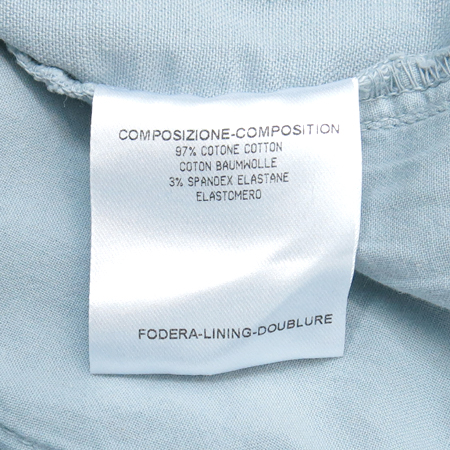 COMPOSIZIONE-COMPOSITION
97% COTONE COTTON
COTON BAUMWOLLE
3% SPANDEX ELASTANE
ELASTOMERO
FODERA-LINING-DOUBLURE